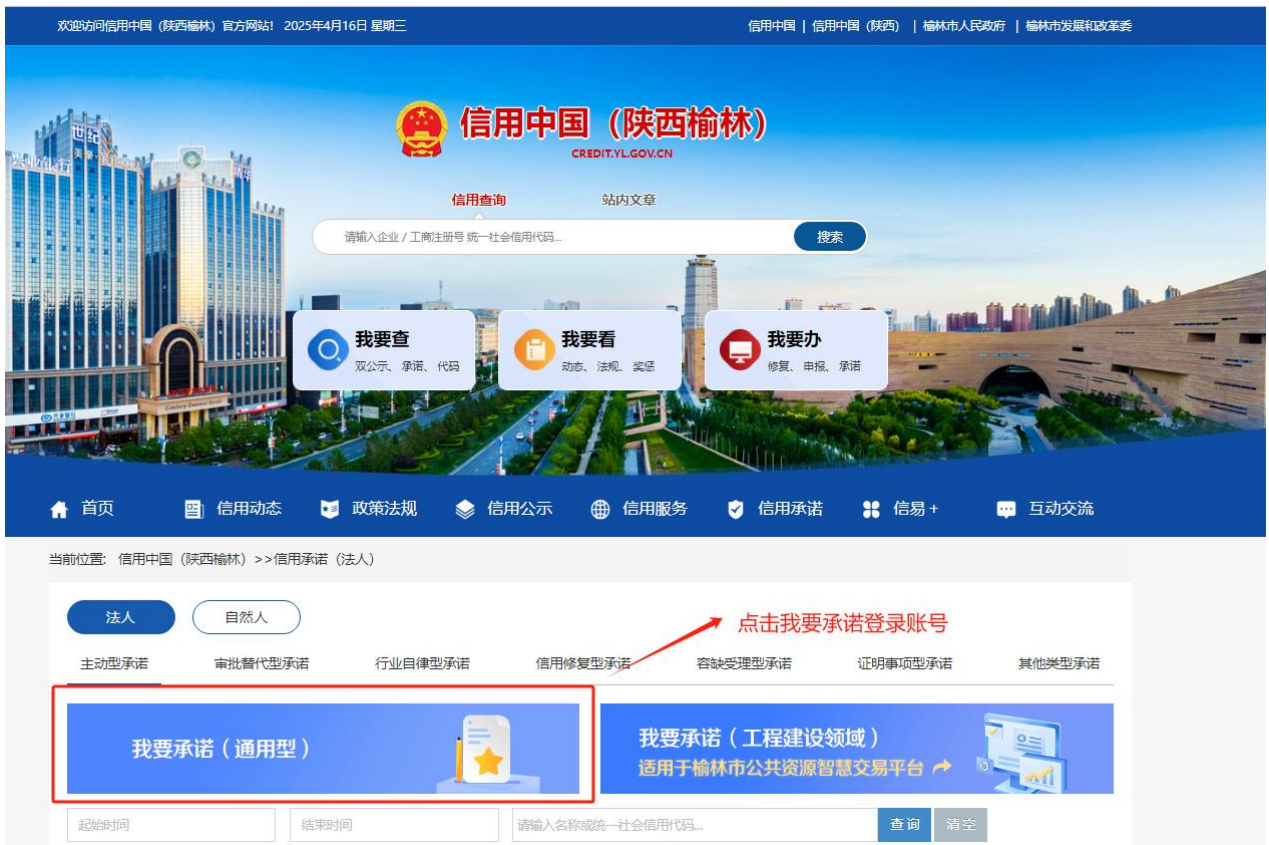 欢迎访问信用中国（陕西榆林）官方网站！ 2025年4月16日 星期三
信用中国 | 信用中国（陕西） | 榆林市人民政府 | 榆林市发展和改革委
信用中国（陕西榆林）
CREDIT.YL.GOV.CN
世纪
兴业银行
信用查询 站内文章
请输入企业 / 工商注册号 统一社会信用代码...
搜索
我要查
双公示、承诺、代码
我要看
动态、法规、奖惩
我要办
修复、申报、承诺
首页 信用动态 政策法规 信用公示 信用服务 信用承诺 信易+ 互动交流
当前位置: 信用中国（陕西榆林）>>信用承诺（法人）
法人 自然人
点击我要承诺登录账号
主动型承诺 审批替代型承诺 行业自律型承诺 信用修复型承诺 容缺受理型承诺 证明事项型承诺 其他类型承诺
我要承诺（通用型）
我要承诺（工程建设领域）
适用于榆林市公共资源智慧交易平台
起始时间 结束时间 请输入名称或统一社会信用代码... 查询 清空